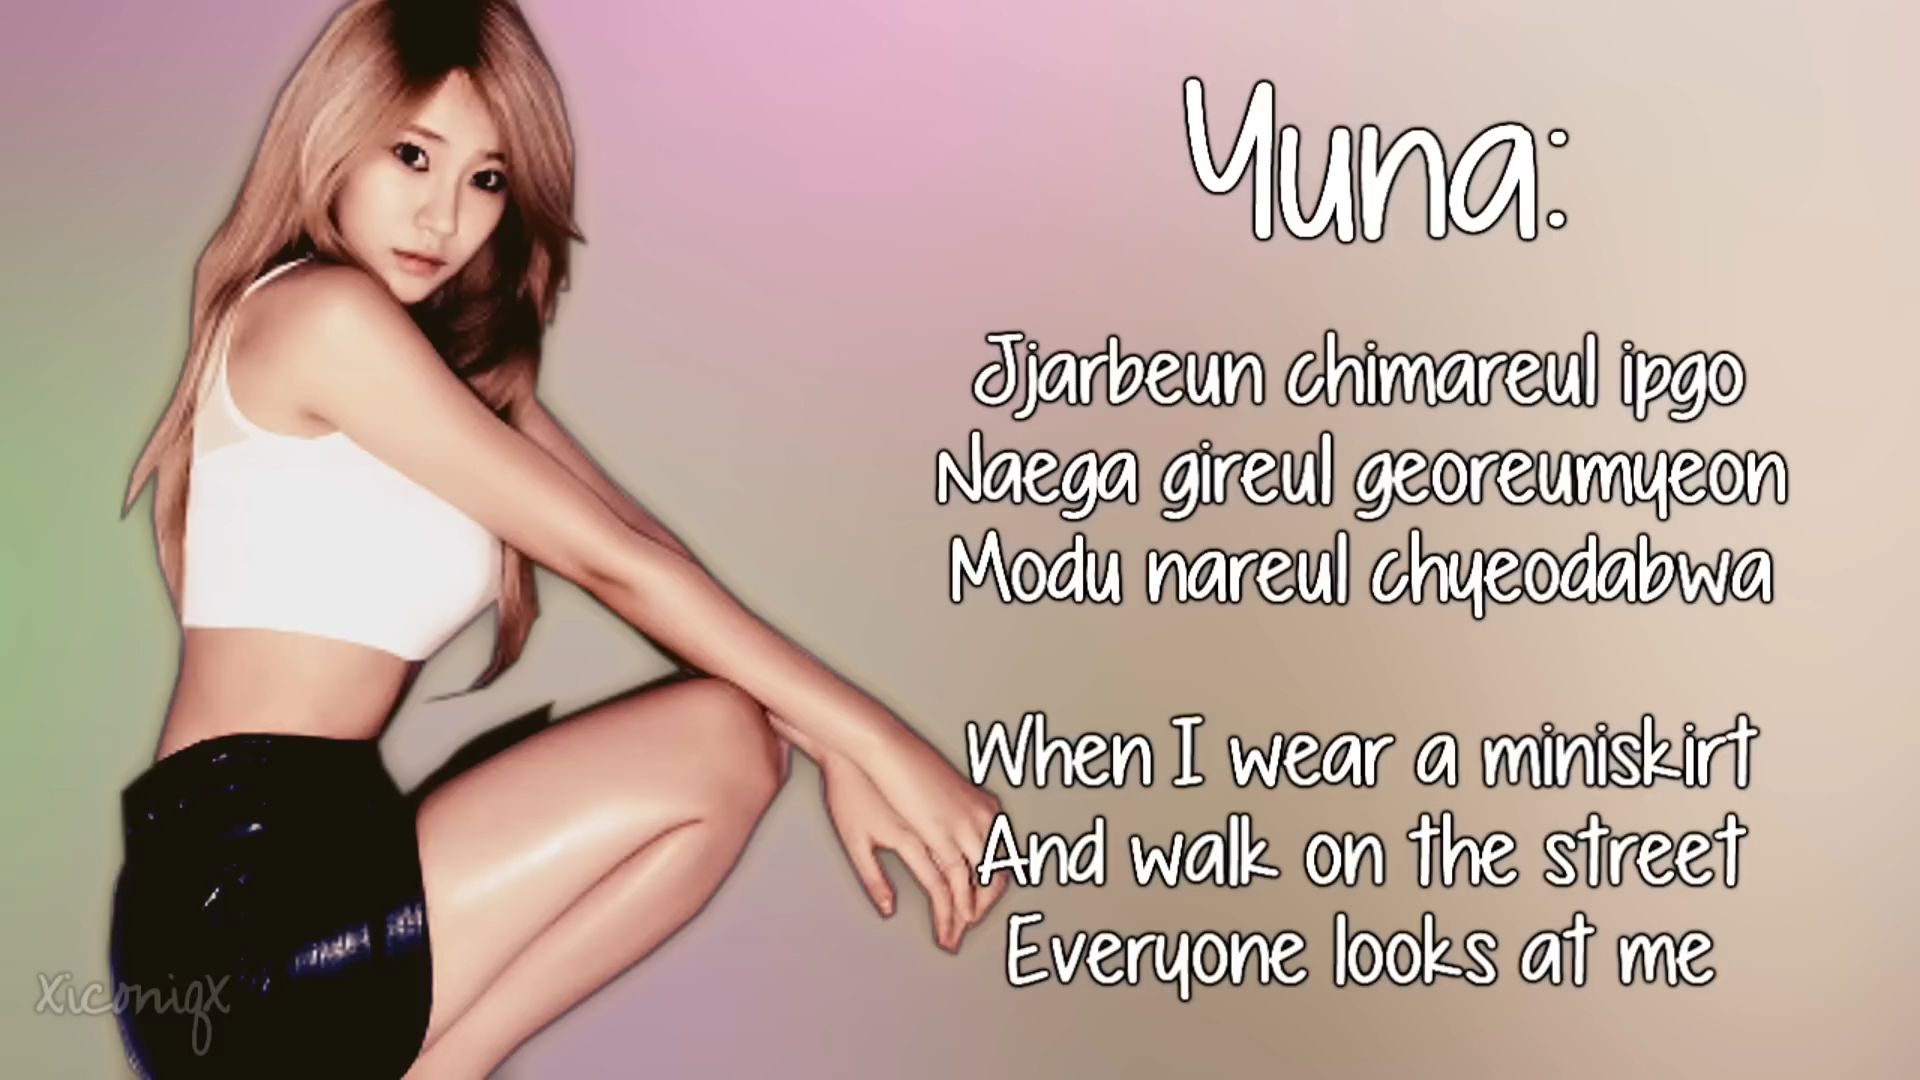 Yuna:
Jjarbeun chimareul ipgo
Naega gireul georeumyeon
Modu nareul chyeodabwa
When I wear a miniskirt
And walk on the street
Everyone looks at me
Xiconiqx